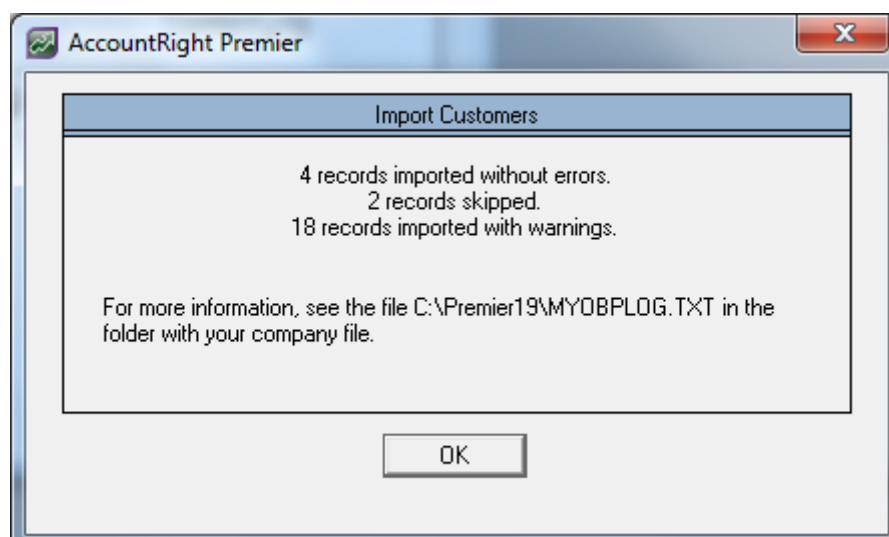 AccountRight Premier
Import Customers
4 records imported without errors.
2 records skipped.
18 records imported with warnings.
For more information, see the file C:\Premier19\MYOBPLOG.TXT in the
folder with your company file.
OK